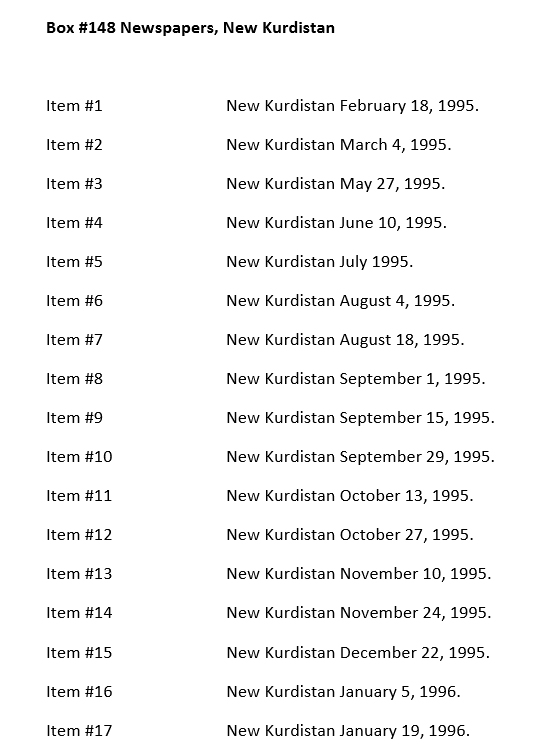 Box #148 Newspapers, New Kurdistan
Item #1 New Kurdistan February 18, 1995.
Item #2 New Kurdistan March 4, 1995.
Item #3 New Kurdistan May 27, 1995.
Item #4 New Kurdistan June 10, 1995.
Item #5 New Kurdistan July 1995.
Item #6 New Kurdistan August 4, 1995.
Item #7 New Kurdistan August 18, 1995.
Item #8 New Kurdistan September 1, 1995.
Item #9 New Kurdistan September 15, 1995.
Item #10 New Kurdistan September 29, 1995.
Item #11 New Kurdistan October 13, 1995.
Item #12 New Kurdistan October 27, 1995.
Item #13 New Kurdistan November 10, 1995.
Item #14 New Kurdistan November 24, 1995.
Item #15 New Kurdistan December 22, 1995.
Item #16 New Kurdistan January 5, 1996.
Item #17 New Kurdistan January 19, 1996.